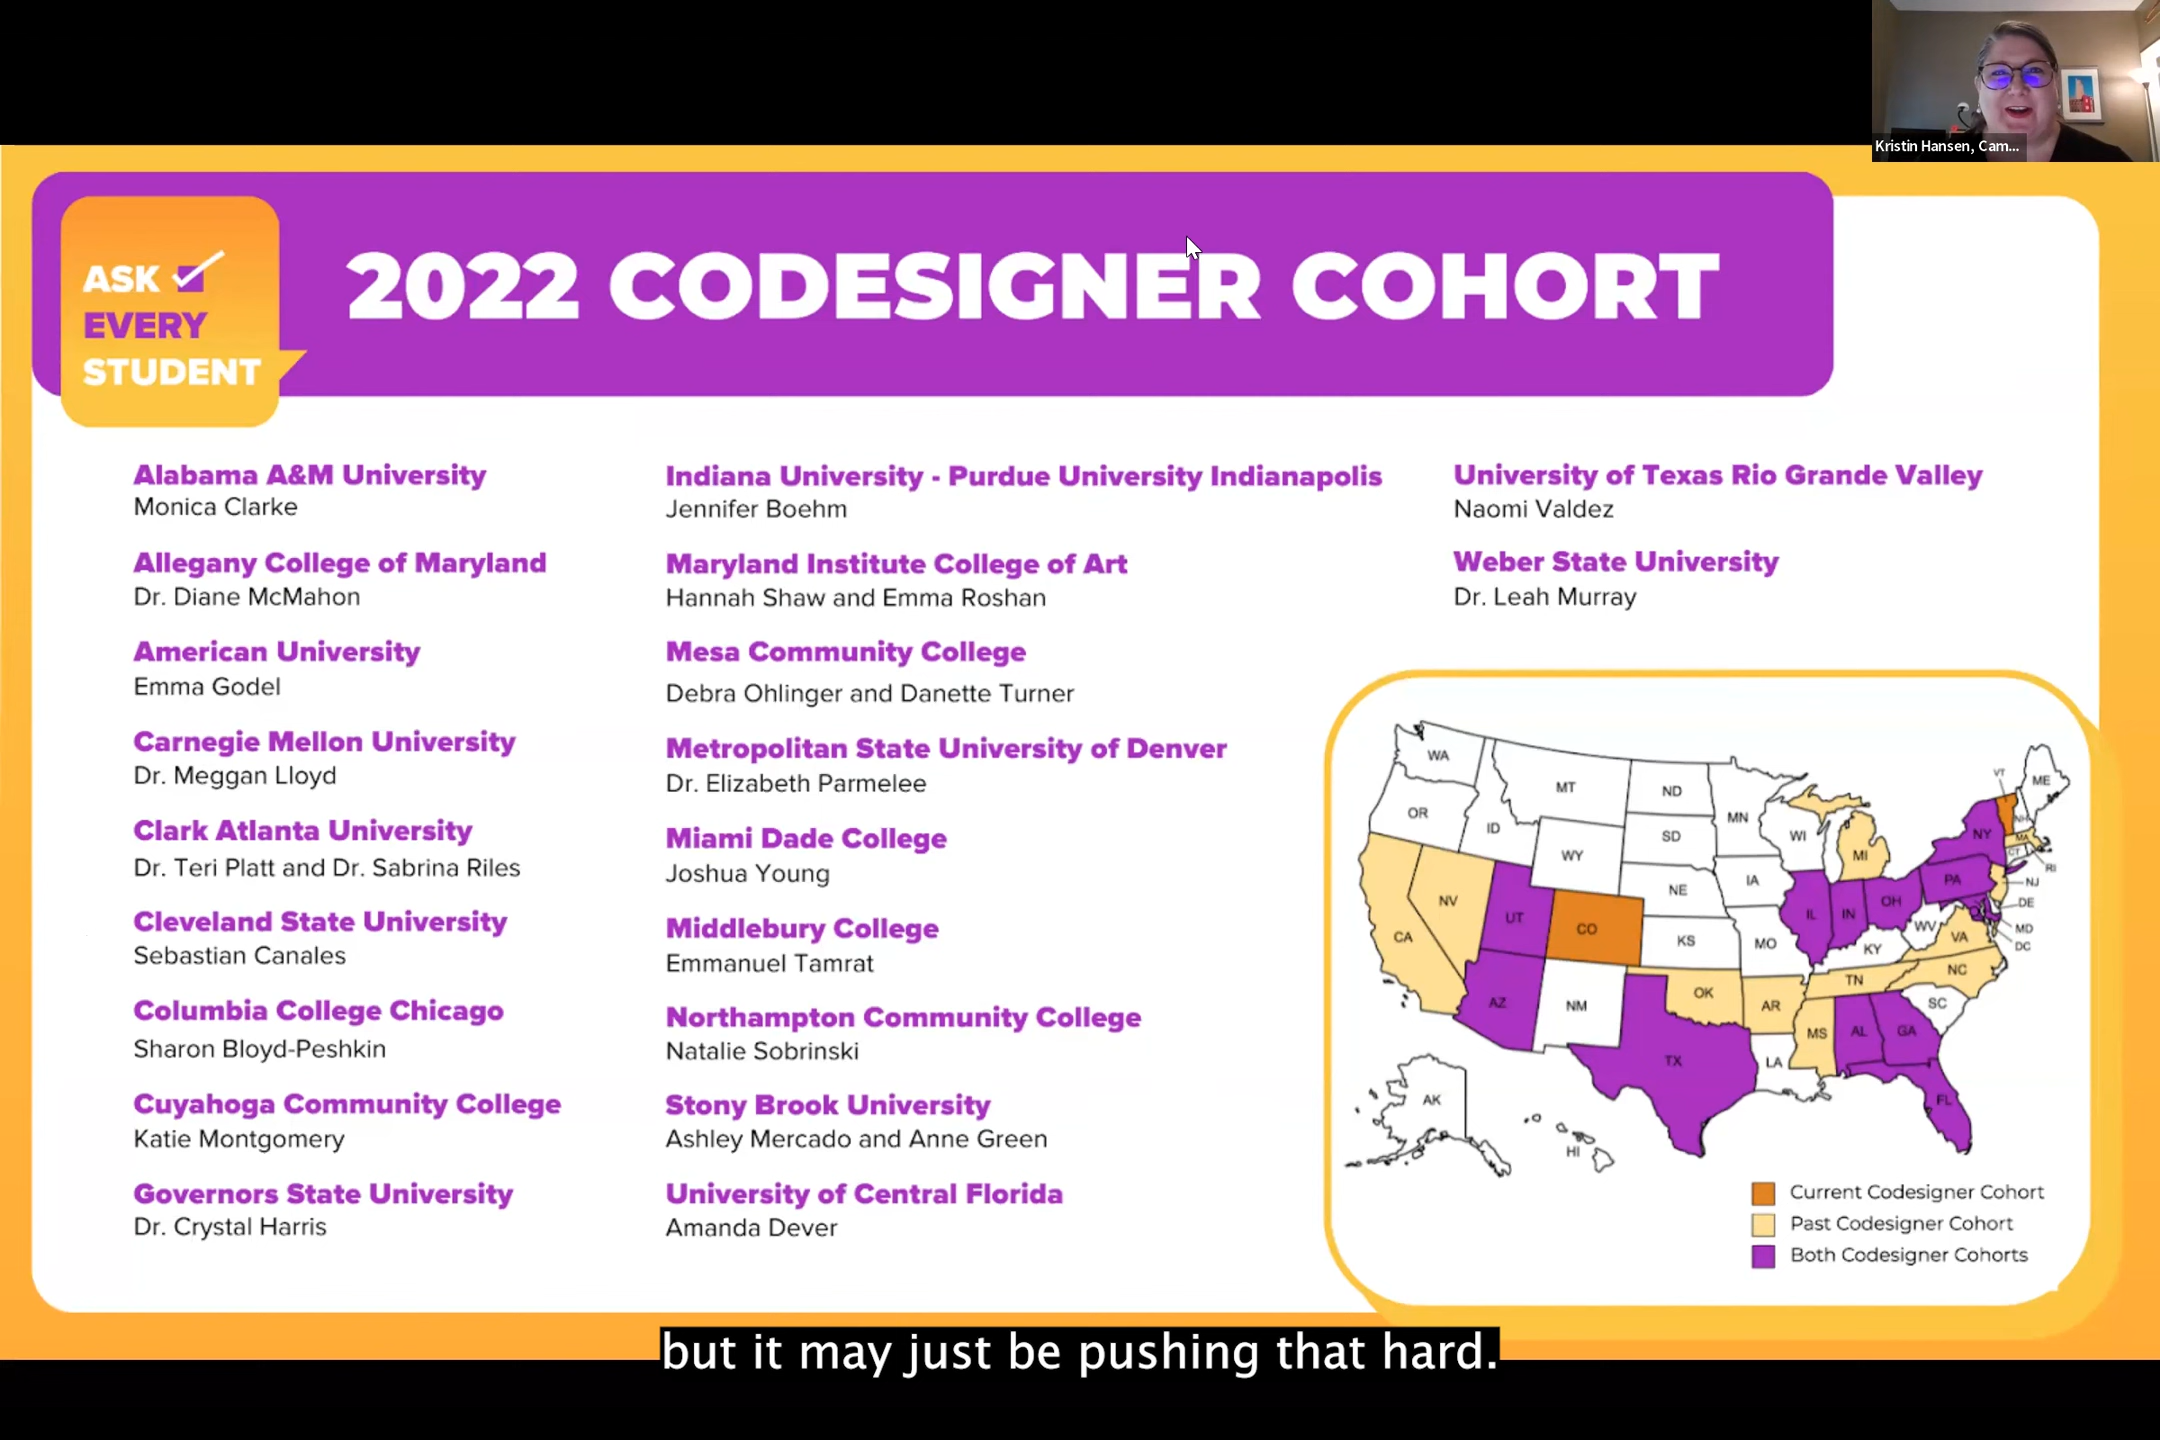 Kristin Hansen, Cam...
ASK
EVERY
STUDENT
2022 CODESIGNER COHORT
Alabama A&M University
Monica Clarke
Allegany College of Maryland
Dr. Diane McMahon
American University
Emma Godel
Carnegie Mellon University
Dr. Meggan Lloyd
Clark Atlanta University
Dr. Teri Platt and Dr. Sabrina Riles
Cleveland State University
Sebastian Canales
Columbia College Chicago
Sharon Bloyd-Peshkin
Cuyahoga Community College
Katie Montgomery
Governors State University
Dr. Crystal Harris
Indiana University - Purdue University Indianapolis
Jennifer Boehm
Maryland Institute College of Art
Hannah Shaw and Emma Roshan
Mesa Community College
Debra Ohlinger and Danette Turner
Metropolitan State University of Denver
Dr. Elizabeth Parmelee
Miami Dade College
Joshua Young
Middlebury College
Emmanuel Tamrat
Northampton Community College
Natalie Sobrinski
Stony Brook University
Ashley Mercado and Anne Green
University of Central Florida
Amanda Dever
University of Texas Rio Grande Valley
Naomi Valdez
Weber State University
Dr. Leah Murray
WA
MT
ND
VT
ME
OR
ID
SD
MN
WI
NH
NY
MA
CT
RI
WY
MI
NE
IA
PA
NJ
NV
UT
CO
IL
IN
OH
DE
CA
KS
MO
KY
WV
VA
MD
DC
AZ
NM
OK
AR
TN
NC
SC
MS
AL
GA
TX
LA
FL
AK
HI
Current Codesigner Cohort
Past Codesigner Cohort
Both Codesigner Cohorts
but it may just be pushing that hard.